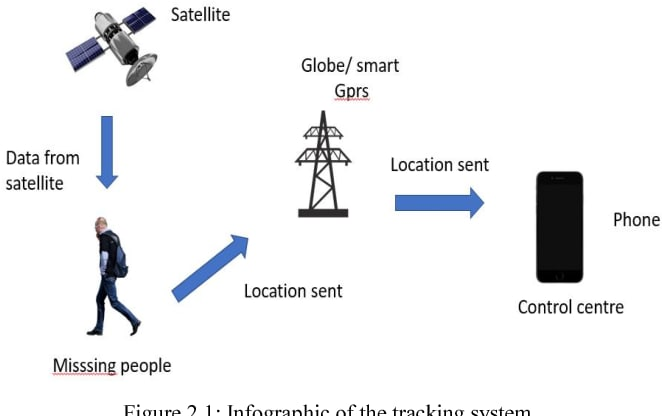 Satellite
Globe/ smart
Gprs
Data from
satellite
Location sent
Phone
Location sent
Control centre
Misssing people
Figure 2.1: Infographic of the tracking system